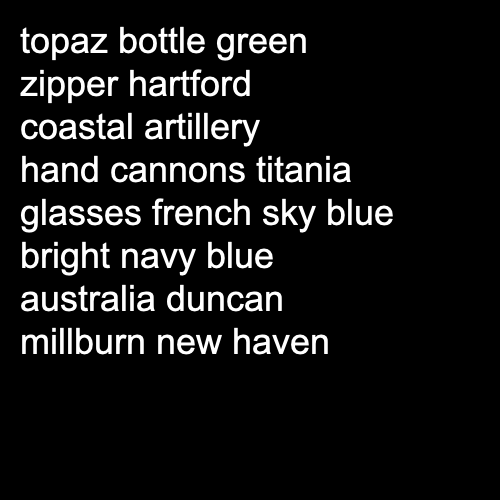 topaz bottle green
zipper hartford
coastal artillery
hand cannons titania
glasses french sky blue
bright navy blue
australia duncan
millburn new haven